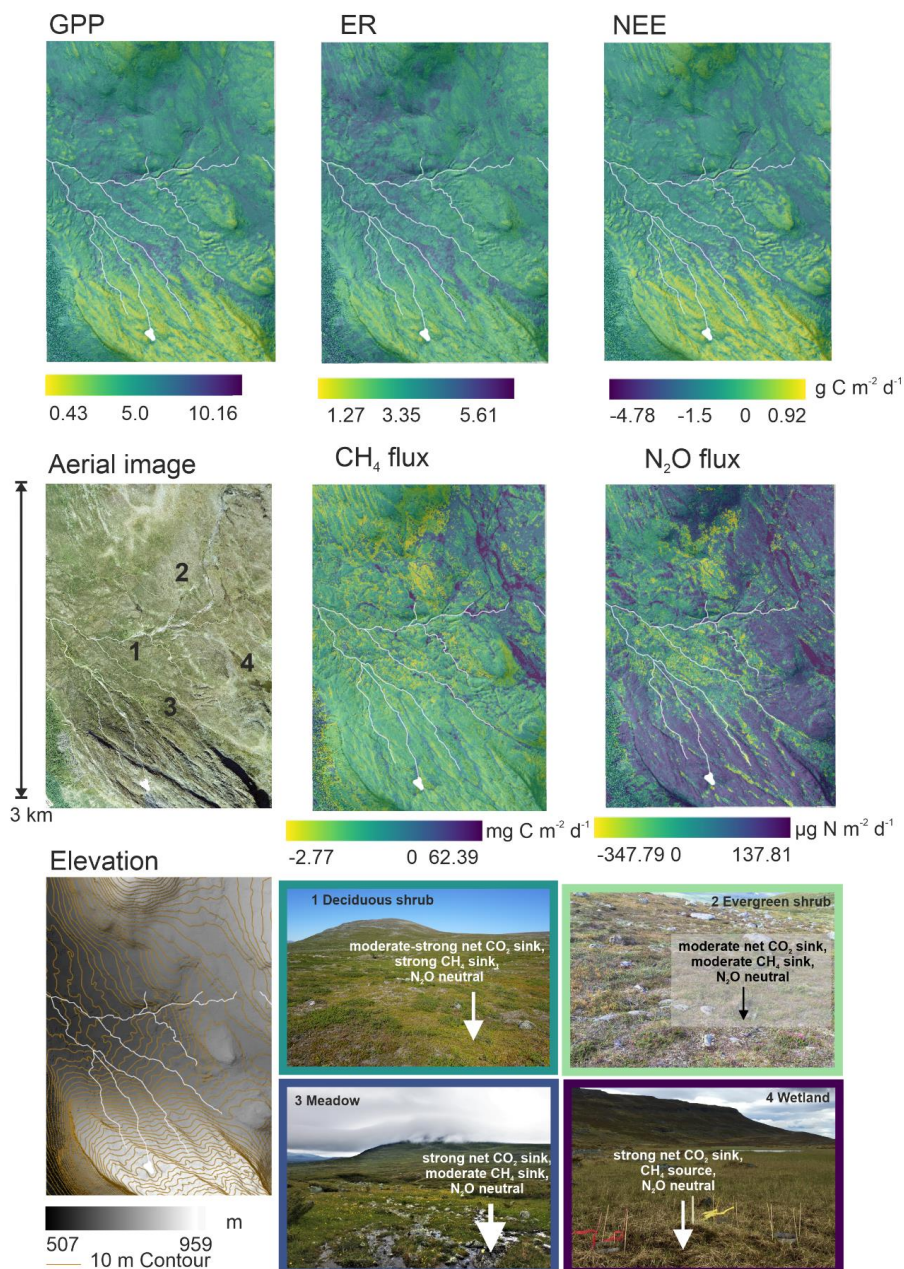 GPP
ER
NEE
0.43 5.0 10.16
1.27 3.35 5.61
-4.78 -1.5 0 0.92
g C m⁻² d⁻¹
Aerial image
CH₄ flux
N₂O flux
2
1
4
3
3 km
-2.77 0 62.39
mg C m⁻² d⁻¹
-347.79 0 137.81
µg N m⁻² d⁻¹
Elevation
507 959
m
10 m Contour
1 Deciduous shrub
moderate-strong net CO₂ sink,
strong CH₄ sink,
N₂O neutral
2 Evergreen shrub
moderate net CO₂ sink,
moderate CH₄ sink,
N₂O neutral
3 Meadow
strong net CO₂ sink,
moderate CH₄ sink,
N₂O neutral
4 Wetland
strong net CO₂ sink,
CH₄ source,
N₂O neutral